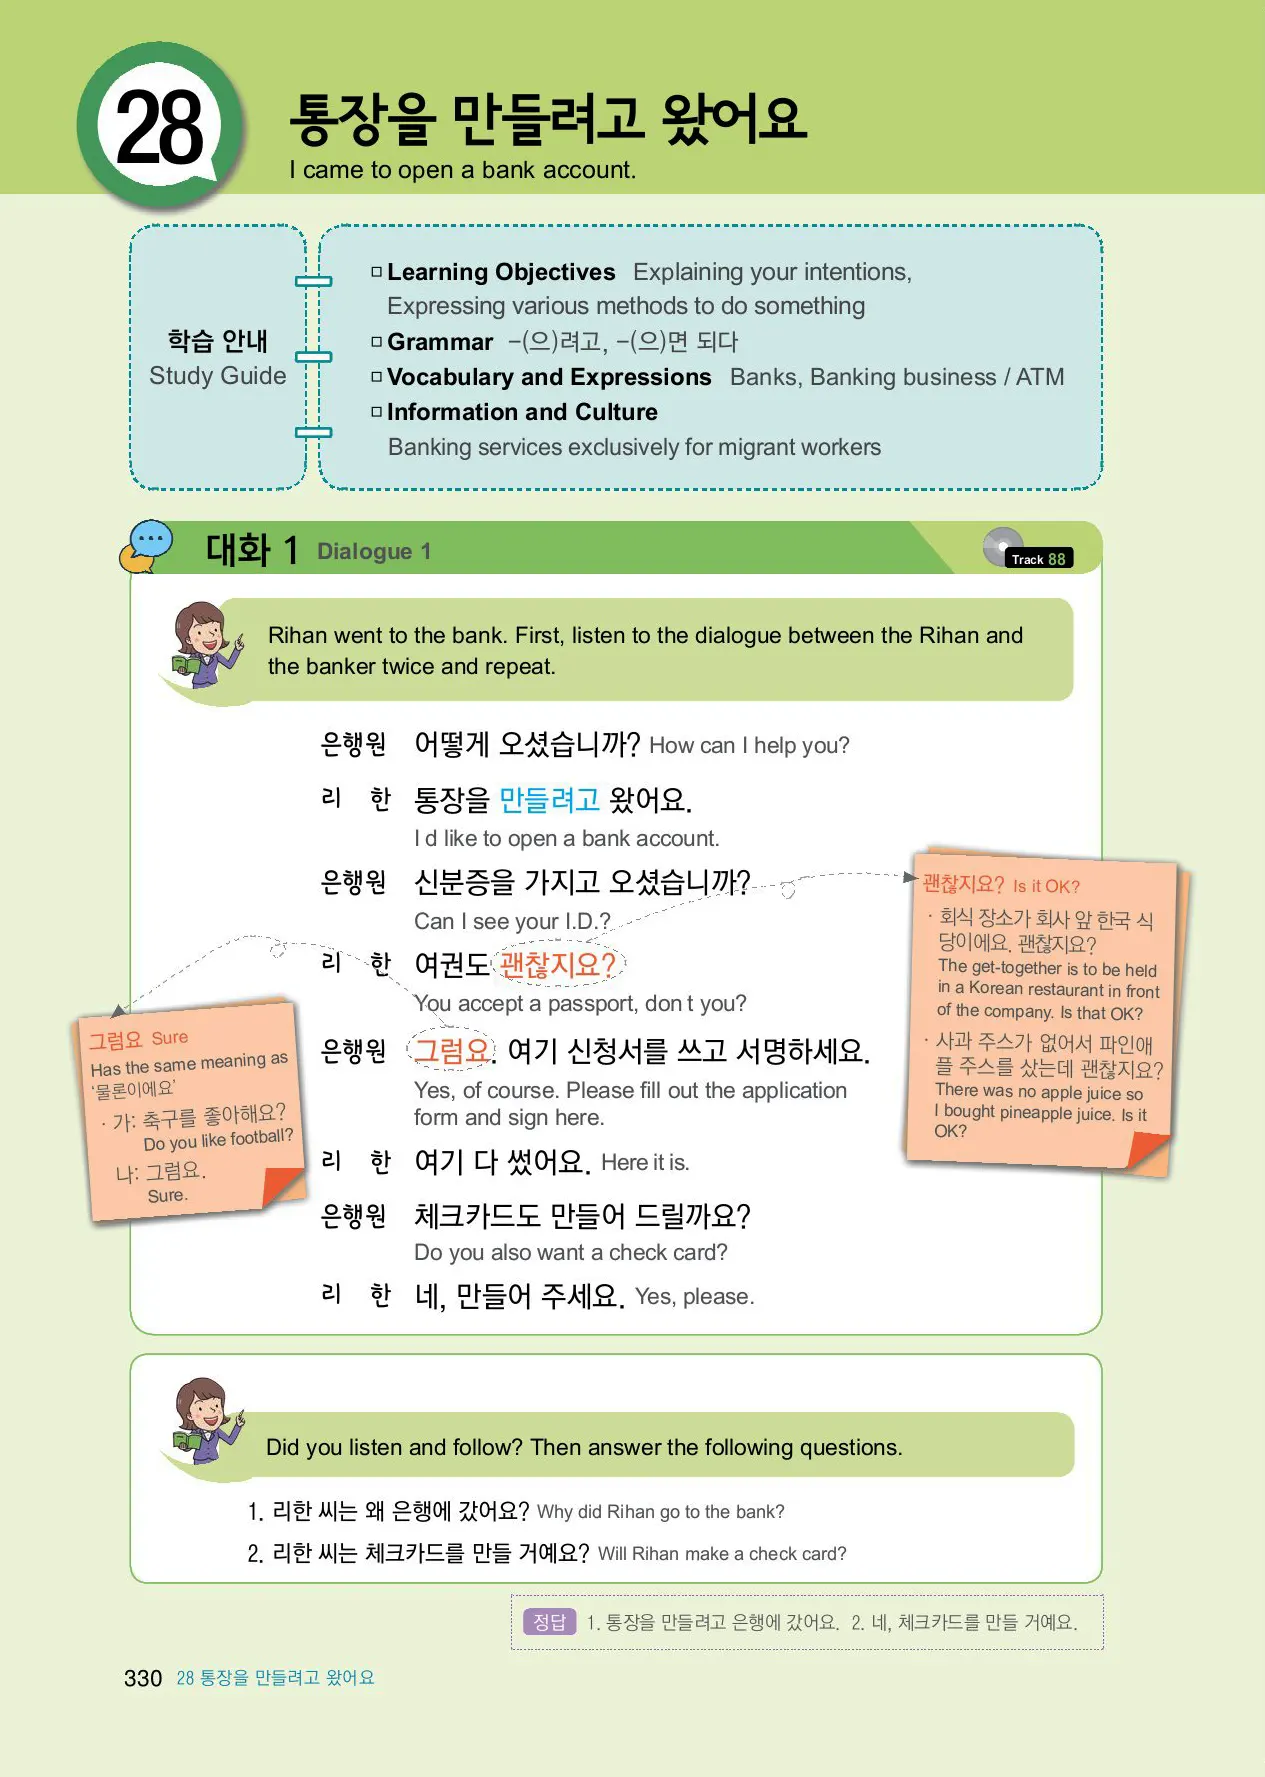 28
통장을 만들려고 왔어요
I came to open a bank account.
학습 안내
Study Guide
Learning Objectives Explaining your intentions,
Expressing various methods to do something
Grammar -(으)려고, -(으)면 되다
Vocabulary and Expressions Banks, Banking business / ATM
Information and Culture
Banking services exclusively for migrant workers
대화 1 Dialogue 1
Track 88
Rihan went to the bank. First, listen to the dialogue between the Rihan and
the banker twice and repeat.
은행원 어떻게 오셨습니까? How can I help you?
리 한 통장을 만들려고 왔어요.
I d like to open a bank account.
은행원 신분증을 가지고 오셨습니까?
Can I see your I.D.?
리 한 여권도 괜찮지요?
You accept a passport, don t you?
은행원 그럼요. 여기 신청서를 쓰고 서명하세요.
Yes, of course. Please fill out the application
form and sign here.
리 한 여기 다 썼어요. Here it is.
은행원 체크카드도 만들어 드릴까요?
Do you also want a check card?
리 한 네, 만들어 주세요. Yes, please.
괜찮지요? Is it OK?
· 회식 장소가 회사 앞 한국 식
당이에요. 괜찮지요?
The get-together is to be held
in a Korean restaurant in front
of the company. Is that OK?
· 사과 주스가 없어서 파인애
플 주스를 샀는데 괜찮지요?
There was no apple juice so
I bought pineapple juice. Is it
OK?
그럼요 Sure
Has the same meaning as
‘물론이에요’
· 가: 축구를 좋아해요?
Do you like football?
나: 그럼요.
Sure.
Did you listen and follow? Then answer the following questions.
1. 리한 씨는 왜 은행에 갔어요? Why did Rihan go to the bank?
2. 리한 씨는 체크카드를 만들 거예요? Will Rihan make a check card?
정답 1. 통장을 만들려고 은행에 갔어요. 2. 네, 체크카드를 만들 거예요.
330 28 통장을 만들려고 왔어요